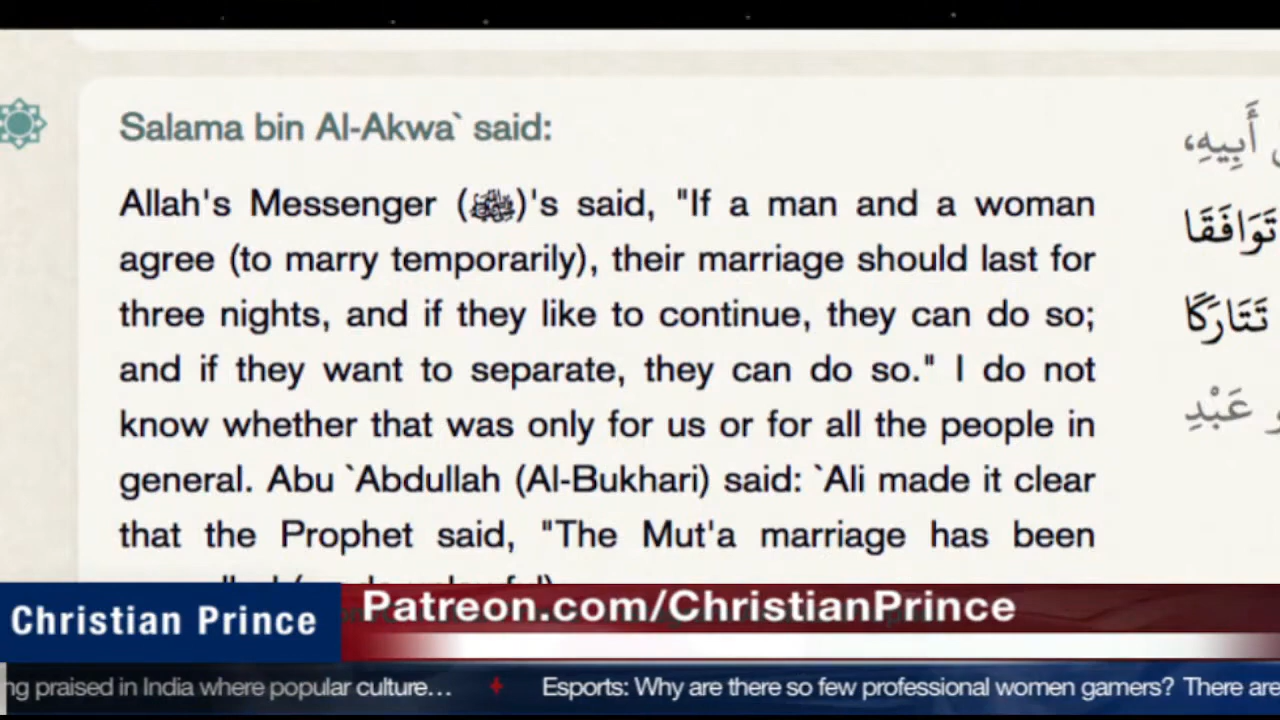 Salama bin Al-Akwa` said:
أَبِيهِ،
Allah's Messenger (ﷺ)'s said, "If a man and a woman
تَوَافَقَا
agree (to marry temporarily), their marriage should last for
three nights, and if they like to continue, they can do so;
تَتَارَكَا
and if they want to separate, they can do so." I do not
know whether that was only for us or for all the people in
عَبْدِ
general. Abu `Abdullah (Al-Bukhari) said: `Ali made it clear
that the Prophet said, "The Mut'a marriage has been
Christian Prince
Patreon.com/ChristianPrince
praised in India where popular culture...
Esports: Why are there so few professional women gamers? There are